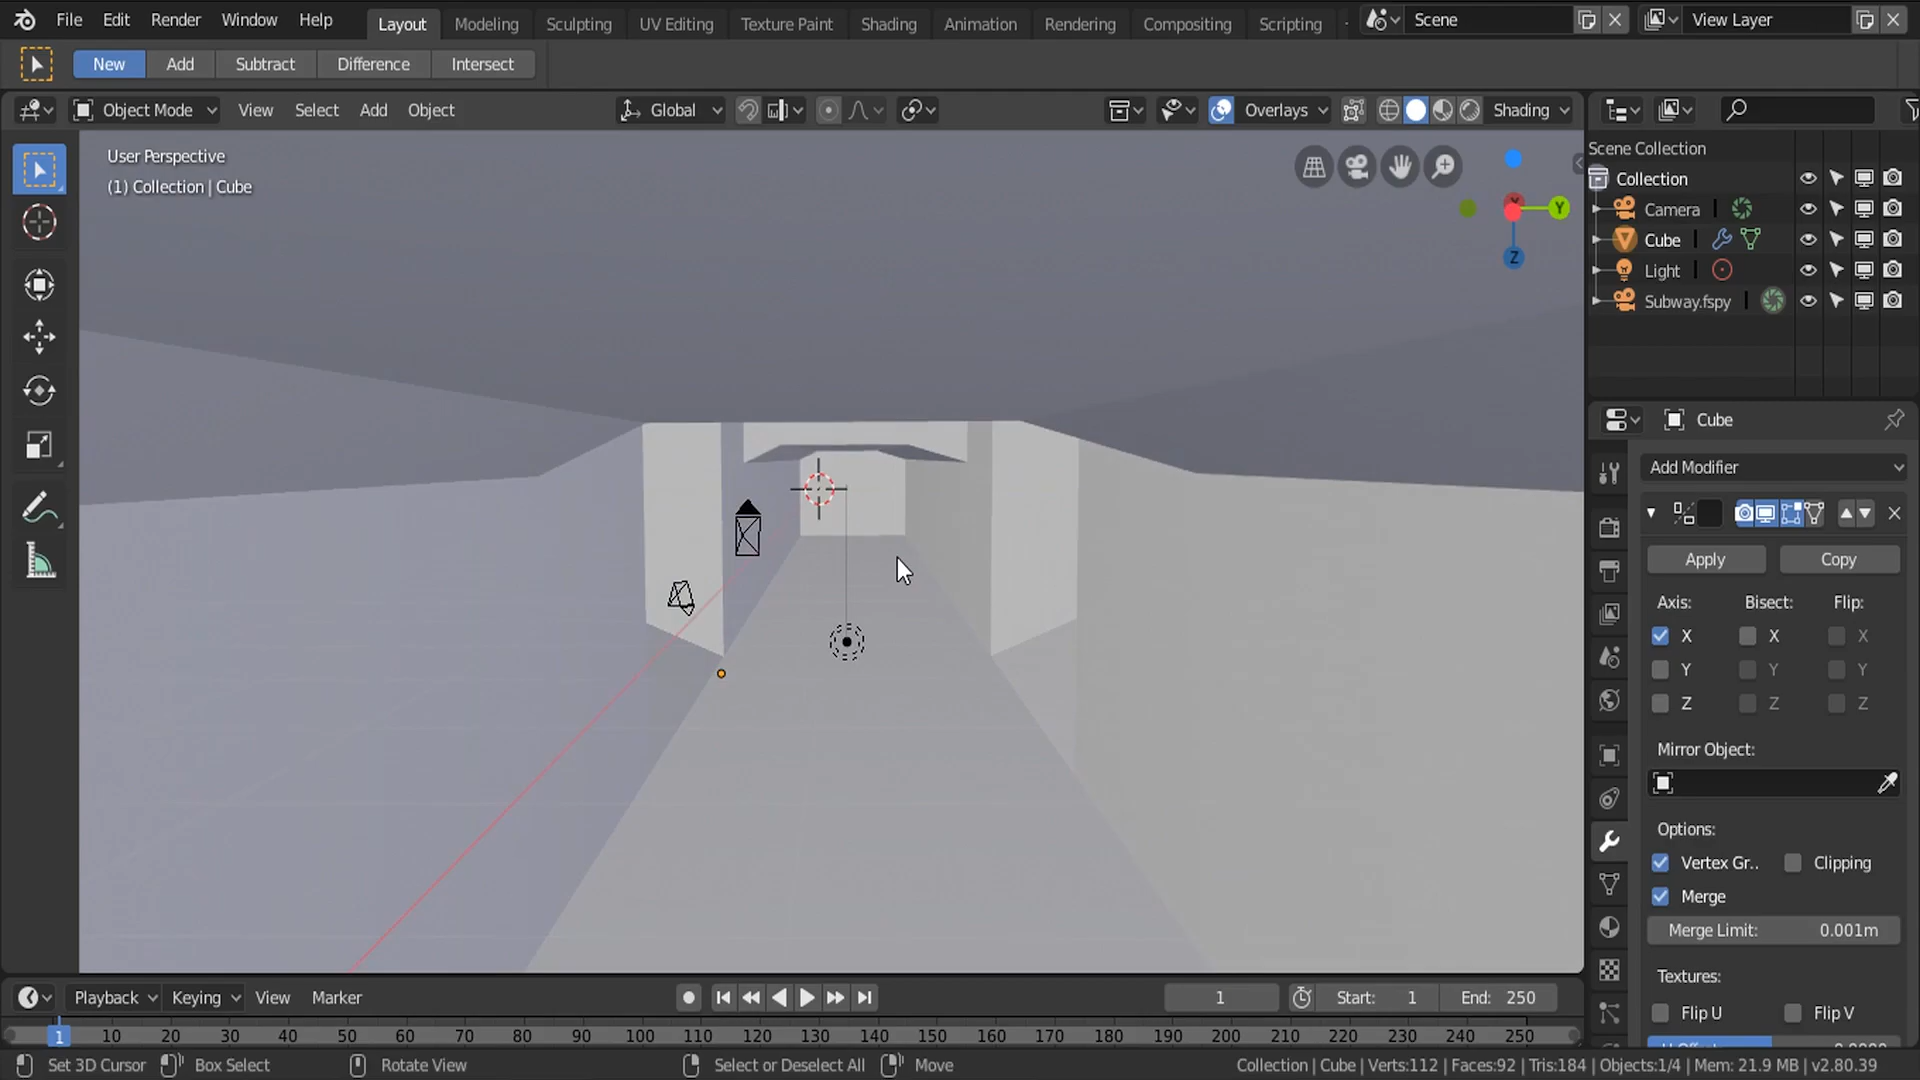 File Edit Render Window Help Layout Modeling Sculpting UV Editing Texture Paint Shading Animation Rendering Compositing Scripting Scene View Layer
New Add Subtract Difference Intersect
Object Mode View Select Add Object Global Overlays Shading
User Perspective
(1) Collection | Cube
Y
Z
Scene Collection
Collection
Camera
Cube
Light
Subway.fspy
Cube
Add Modifier
Apply Copy
Axis: Bisect: Flip:
X X X
Y Y Y
Z Z Z
Mirror Object:
Options:
Vertex Gr.. Clipping
Merge
Merge Limit: 0.001m
Textures:
Flip U Flip V
Playback Keying View Marker 1 Start: 1 End: 250
1 10 20 30 40 50 60 70 80 90 100 110 120 130 140 150 160 170 180 190 200 210 220 230 240 250
Set 3D Cursor Box Select Rotate View Select or Deselect All Move Collection | Cube | Verts:112 | Faces:92 | Tris:184 | Objects:1/4 | Mem: 21.9 MB | v2.80.39